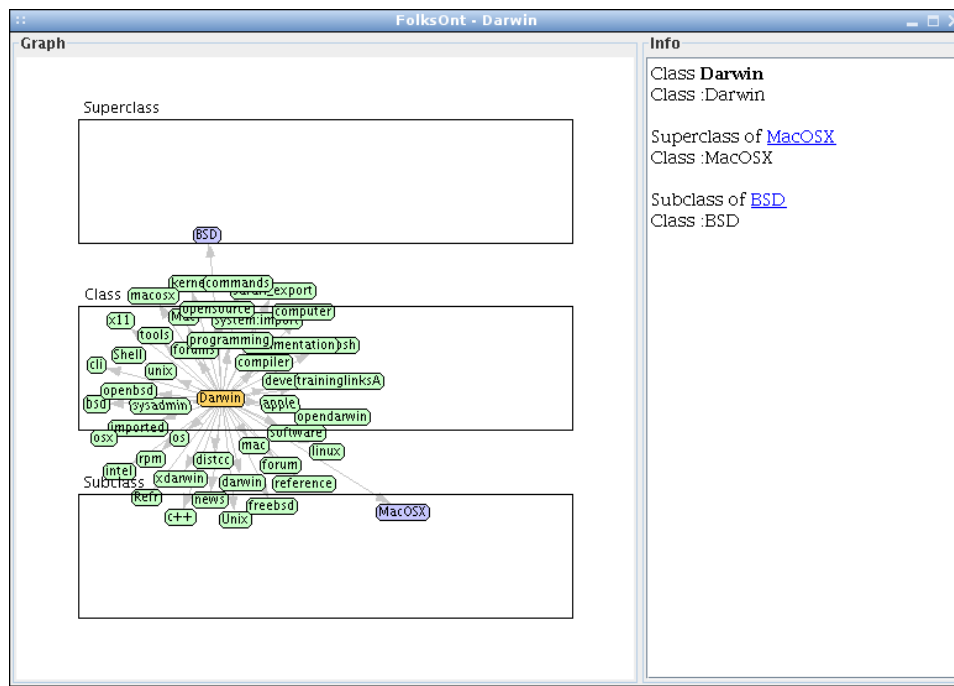 FolksOnt - Darwin
Graph
Superclass
BSD
commands
macosx
Class
opensource
computer
x11
system:import
tools
programming
forums
Shell
compiler
cli
unix
traininglinksA
openbsd
Darwin
bsd
sysadmin
apple
opendarwin
imported
software
osx
os
mac
linux
rpm
distcc
forum
intel
xdarwin
darwin
reference
Subclass
Refr
news
freebsd
c++
Unix
MacOSX
Info
Class Darwin
Class :Darwin
Superclass of MacOSX
Class :MacOSX
Subclass of BSD
Class :BSD